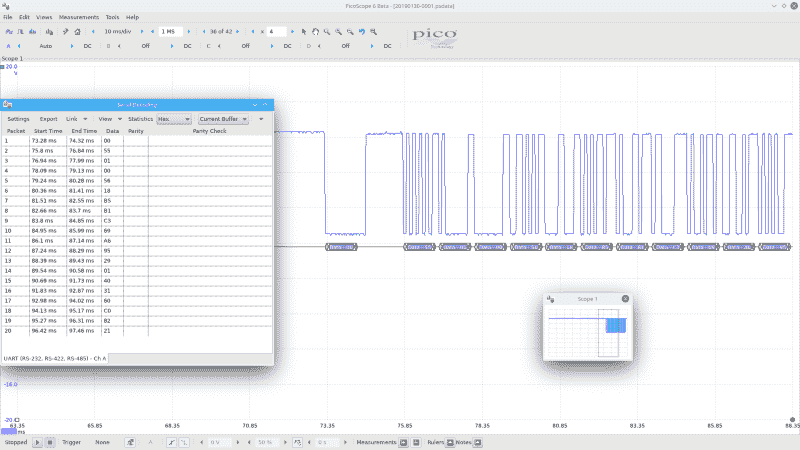 PicoScope 6 Beta - [20190130-0001.psdata]
File Edit Views Measurements Tools Help
10 ms/div 1 MS 36 of 42 x 4
A Auto DC B Off DC C Off DC D Off DC
pico
Technology
Scope 1
20.0
V
Serial Decoding
Settings Export Link View Statistics Hex Current Buffer
Packet Start Time End Time Data Parity Parity Check
1 73.28 ms 74.32 ms 00
2 75.8 ms 76.84 ms 55
3 76.94 ms 77.99 ms 01
4 78.09 ms 79.13 ms 00
5 79.24 ms 80.28 ms 56
6 80.36 ms 81.41 ms 18
7 81.51 ms 82.55 ms B5
8 82.66 ms 83.7 ms B1
9 83.8 ms 84.85 ms C3
10 84.95 ms 85.99 ms 69
11 86.1 ms 87.14 ms A6
12 87.24 ms 88.29 ms 95
13 88.39 ms 89.43 ms 29
14 89.54 ms 90.58 ms 01
15 90.69 ms 91.73 ms 40
16 91.83 ms 92.87 ms 31
17 92.98 ms 94.02 ms 60
18 94.13 ms 95.17 ms C0
19 95.27 ms 96.31 ms 82
20 96.42 ms 97.46 ms 21
UART (RS-232, RS-422, RS-485) - Ch A
Scope 1
-16.0
63.35 65.85 68.35 70.85 73.35 75.85 78.35 80.85 83.35 85.85 88.35
Stopped Trigger None 0 V 50 % 0 s Measurements Rulers Notes